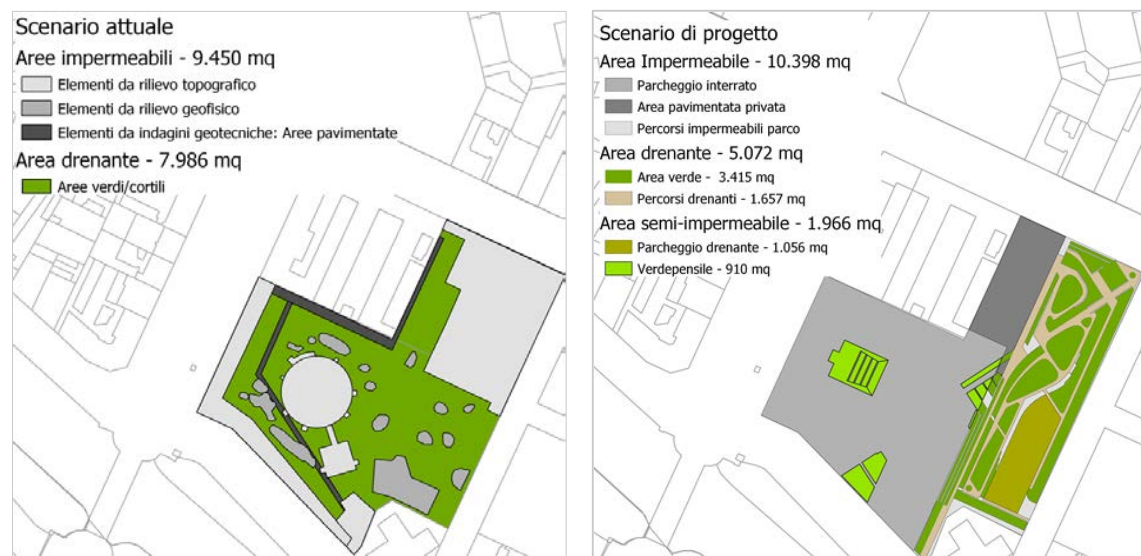 Scenario attuale
Aree impermeabili - 9.450 mq
Elementi da rilievo topografico
Elementi da rilievo geofisico
Elementi da indagini geotecniche: Aree pavimentate
Area drenante - 7.986 mq
Aree verdi/cortili
Scenario di progetto
Area Impermeabile - 10.398 mq
Parcheggio interrato
Area pavimentata privata
Percorsi impermeabili parco
Area drenante - 5.072 mq
Area verde - 3.415 mq
Percorsi drenanti - 1.657 mq
Area semi-impermeabile - 1.966 mq
Parcheggio drenante - 1.056 mq
Verdepensile - 910 mq